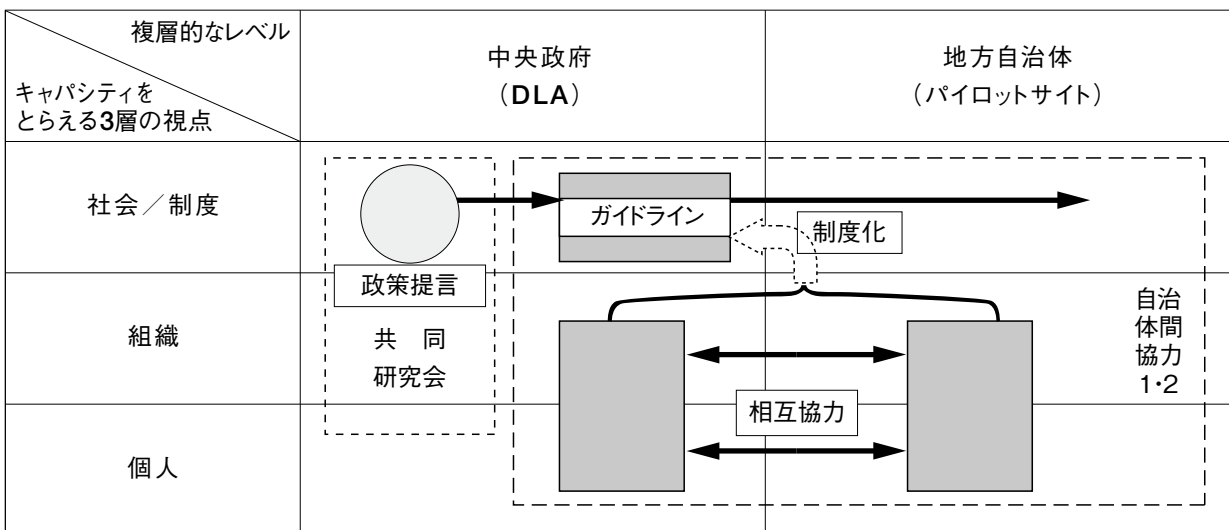 複層的なレベル
キャパシティを
とらえる3層の視点
中央政府
（DLA）
地方自治体
（パイロットサイト）
社会／制度
ガイドライン
制度化
政策提言
組織
共　同
研究会
自治
体間
協力
1・2
相互協力
個人